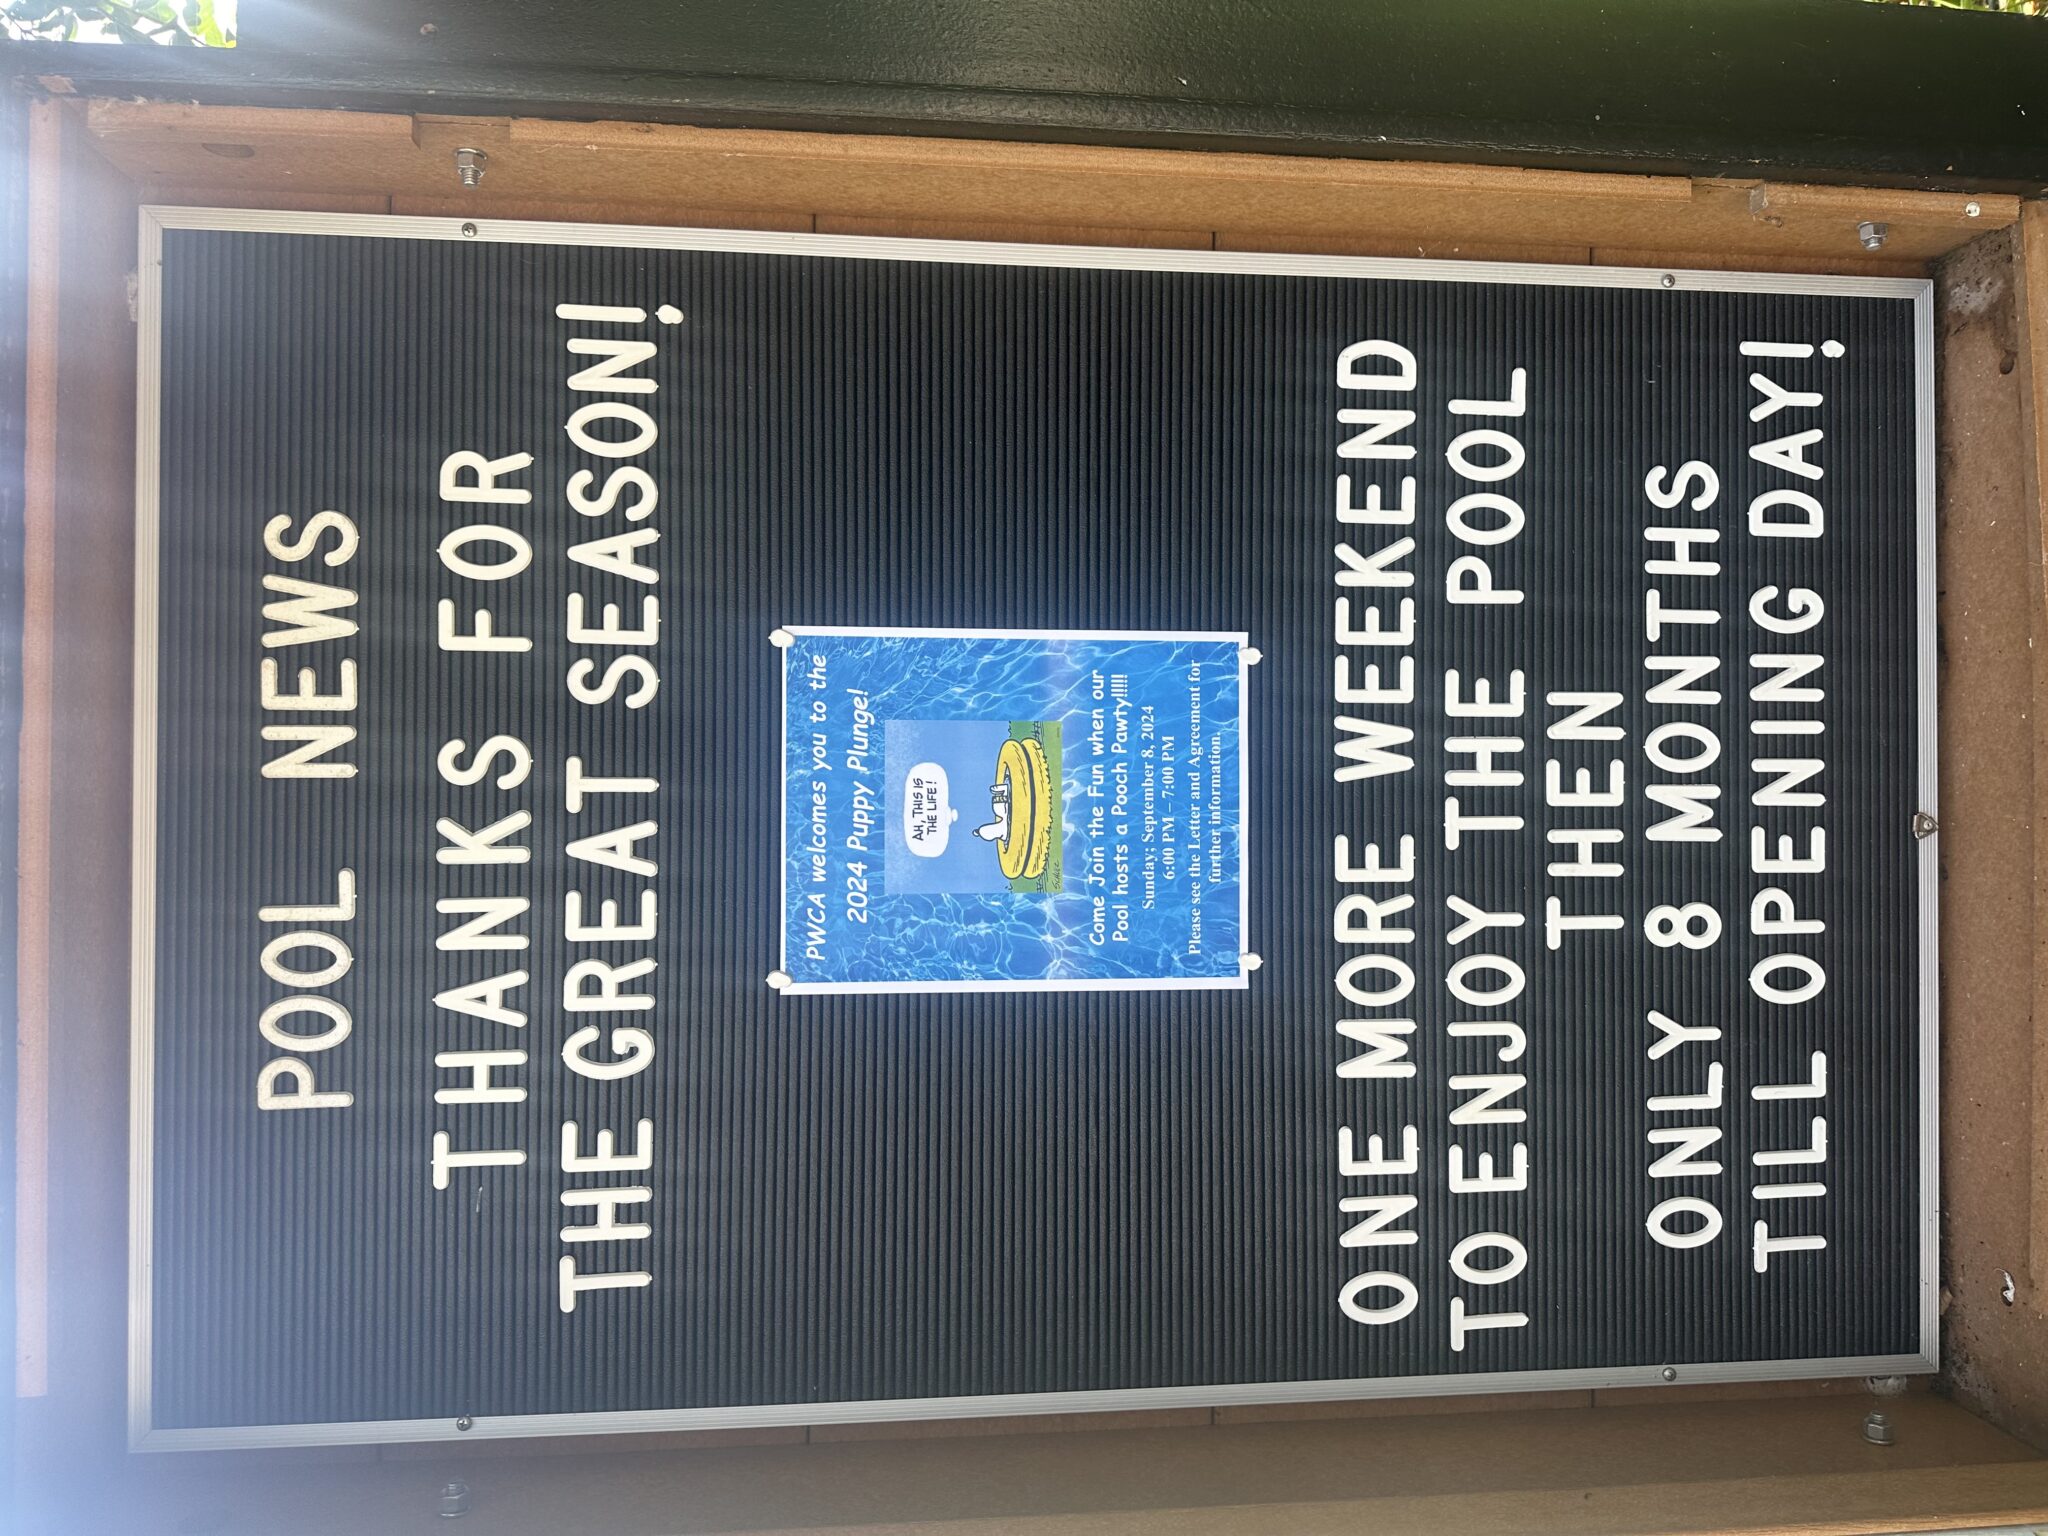 POOL NEWS
THANKS FOR
THE GREAT SEASON!
PWCA welcomes you to the
2024 Puppy Plunge!
AH, THIS IS
THE LIFE!
Come Join the Fun when our
Pool hosts a Pooch Pawty!!!!!
Sunday; September 8, 2024
6:00 PM – 7:00 PM
Please see the Letter and Agreement for
further information.
ONE MORE WEEKEND
TO ENJOY THE POOL
THEN
ONLY 8 MONTHS
TILL OPENING DAY!